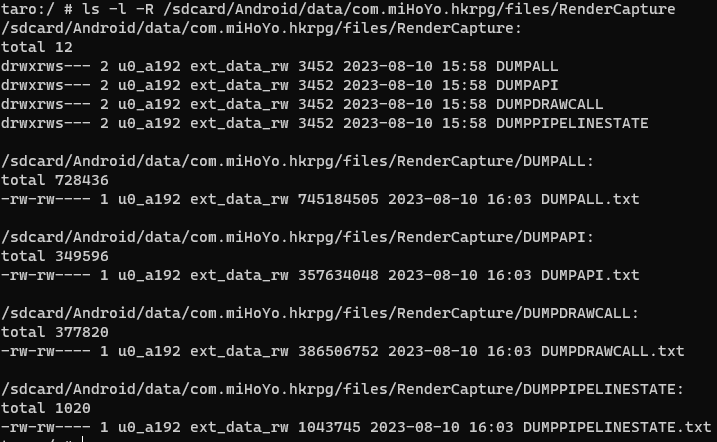 taro:/ # ls -l -R /sdcard/Android/data/com.miHoYo.hkrpg/files/RenderCapture
/sdcard/Android/data/com.miHoYo.hkrpg/files/RenderCapture:
total 12
drwxrws--- 2 u0_a192 ext_data_rw 3452 2023-08-10 15:58 DUMPALL
drwxrws--- 2 u0_a192 ext_data_rw 3452 2023-08-10 15:58 DUMPAPI
drwxrws--- 2 u0_a192 ext_data_rw 3452 2023-08-10 15:58 DUMPDRAWCALL
drwxrws--- 2 u0_a192 ext_data_rw 3452 2023-08-10 15:58 DUMPPIPELINESTATE

/sdcard/Android/data/com.miHoYo.hkrpg/files/RenderCapture/DUMPALL:
total 728436
-rw-rw---- 1 u0_a192 ext_data_rw 745184505 2023-08-10 16:03 DUMPALL.txt

/sdcard/Android/data/com.miHoYo.hkrpg/files/RenderCapture/DUMPAPI:
total 349596
-rw-rw---- 1 u0_a192 ext_data_rw 357634048 2023-08-10 16:03 DUMPAPI.txt

/sdcard/Android/data/com.miHoYo.hkrpg/files/RenderCapture/DUMPDRAWCALL:
total 377820
-rw-rw---- 1 u0_a192 ext_data_rw 386506752 2023-08-10 16:03 DUMPDRAWCALL.txt

/sdcard/Android/data/com.miHoYo.hkrpg/files/RenderCapture/DUMPPIPELINESTATE:
total 1020
-rw-rw---- 1 u0_a192 ext_data_rw 1043745 2023-08-10 16:03 DUMPPIPELINESTATE.txt